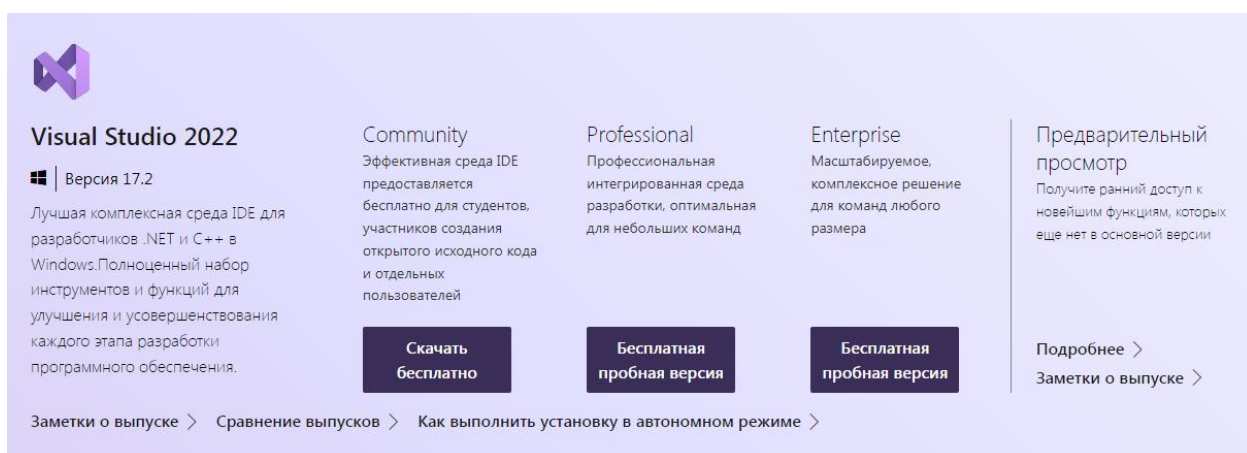 Visual Studio 2022
Версия 17.2
Лучшая комплексная среда IDE для
разработчиков .NET и C++ в
Windows.Полноценный набор
инструментов и функций для
улучшения и усовершенствования
каждого этапа разработки
программного обеспечения.
Community
Эффективная среда IDE
предоставляется
бесплатно для студентов,
участников создания
открытого исходного кода
и отдельных
пользователей
Скачать
бесплатно
Professional
Профессиональная
интегрированная среда
разработки, оптимальная
для небольших команд
Бесплатная
пробная версия
Enterprise
Масштабируемое,
комплексное решение
для команд любого
размера
Бесплатная
пробная версия
Предварительный
просмотр
Получите ранний доступ к
новейшим функциям, которых
еще нет в основной версии
Подробнее
Заметки о выпуске
Заметки о выпуске
Сравнение выпусков
Как выполнить установку в автономном режиме